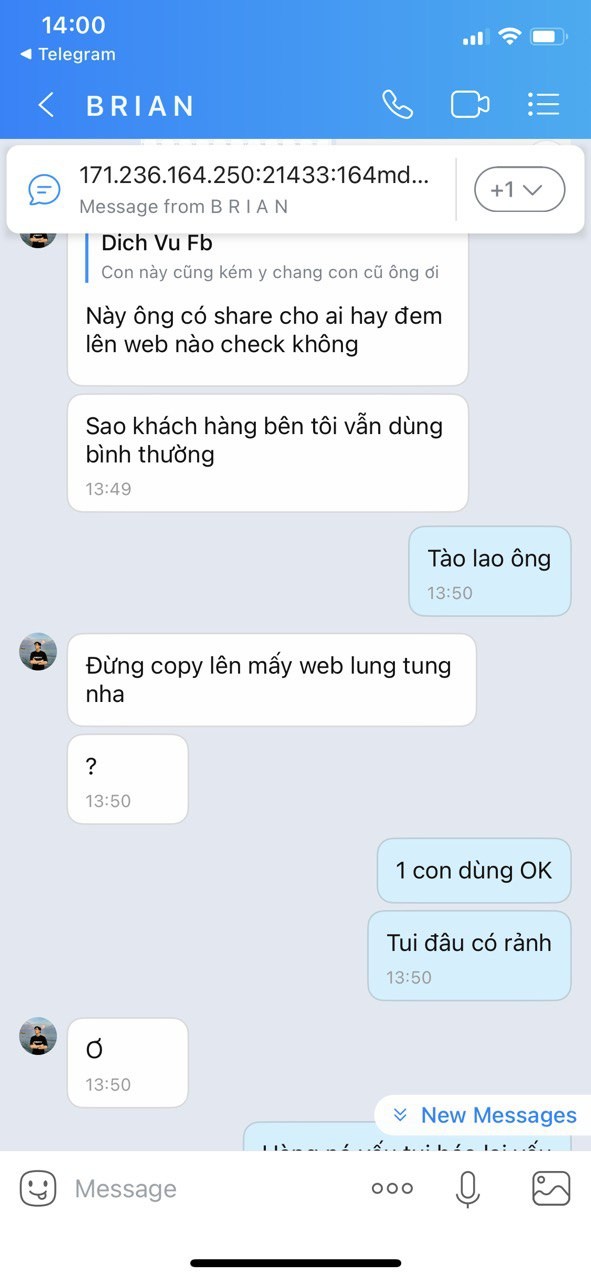 14:00
Telegram
B R I A N
171.236.164.250:21433:164md...
Message from B R I A N
+1
Dich Vu Fb
Con này cũng kém y chang con cũ ông ơi
Này ông có share cho ai hay đem
lên web nào check không
Sao khách hàng bên tôi vẫn dùng
bình thường
13:49
Tào lao ông
13:50
Đừng copy lên mấy web lung tung
nha
?
13:50
1 con dùng OK
Tui đâu có rảnh
13:50
Ơ
13:50
New Messages
Message